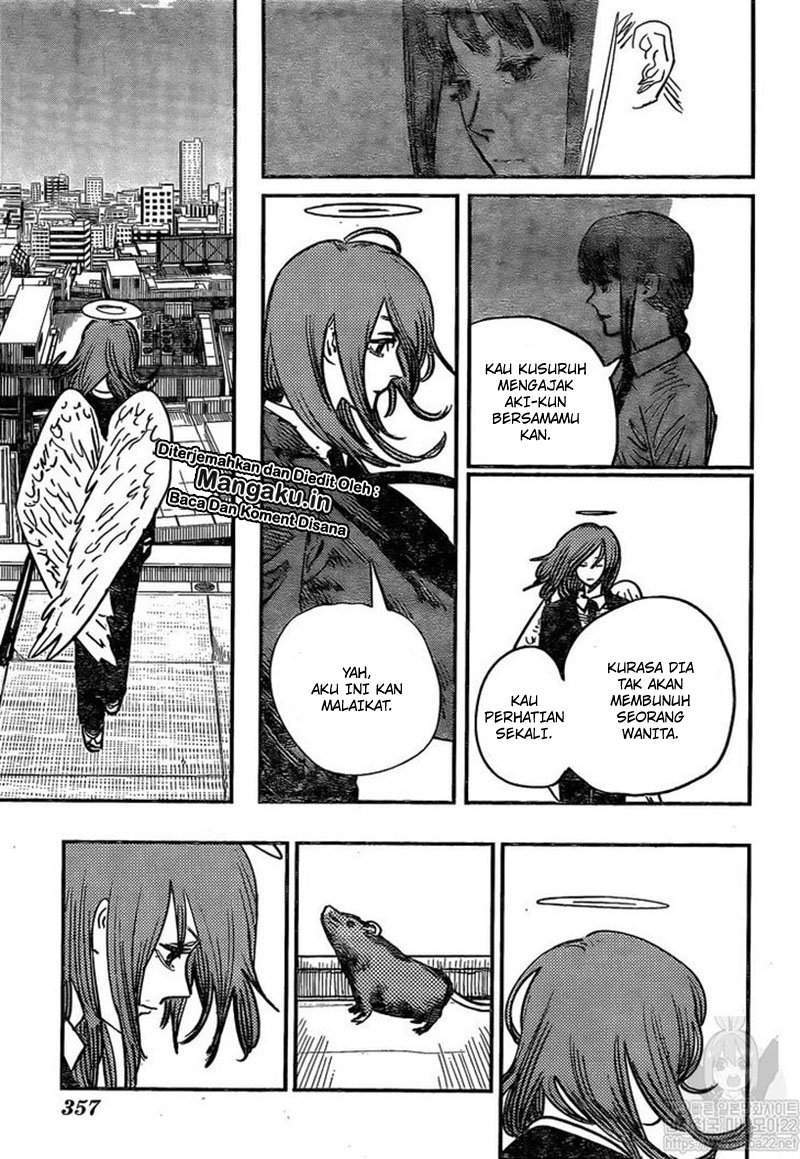 KAU KUSURUH
MENGAJAK
AKI-KUN
BERSAMAMU
KAN.
KURASA DIA
TAK AKAN
MEMBUNUH
SEORANG
WANITA.
KAU
PERHATIAN
SEKALI.
YAH,
AKU INI KAN
MALAIKAT.
Diterjemahkan dan Diedit Oleh :
Mangaku.in
Baca Dan Koment Disana
357